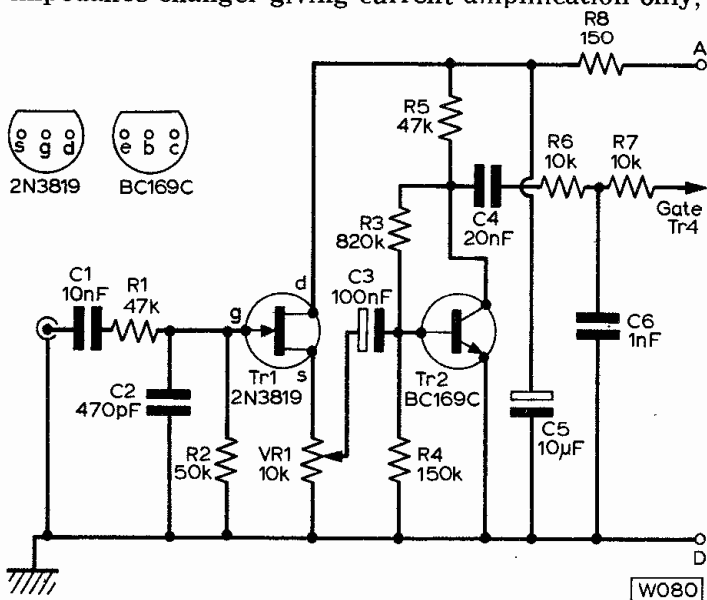 impedance changer giving current amplification only,
R8
150
A
R5
47k
s g d
2N3819
e b c
BC169C
R6
10k
R7
10k
Gate
Tr4
C4
20nF
R3
820k
C1
10nF
R1
47k
d
C3
100nF
g
C6
1nF
Tr1
2N3819
s
Tr2
BC169C
C2
470pF
R2
50k
VR1
10k
R4
150k
C5
10µF
D
W080